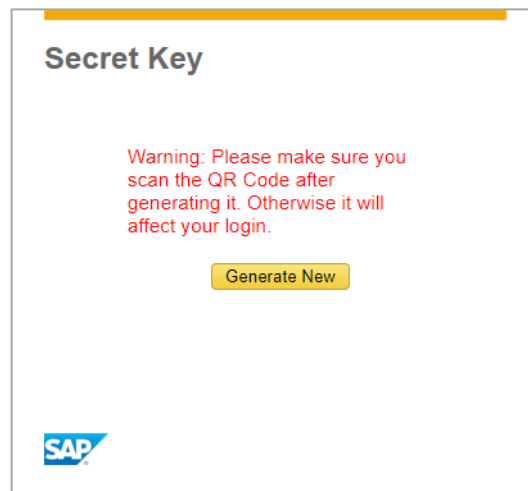 Secret Key
Warning: Please make sure you
scan the QR Code after
generating it. Otherwise it will
affect your login.
Generate New
SAP